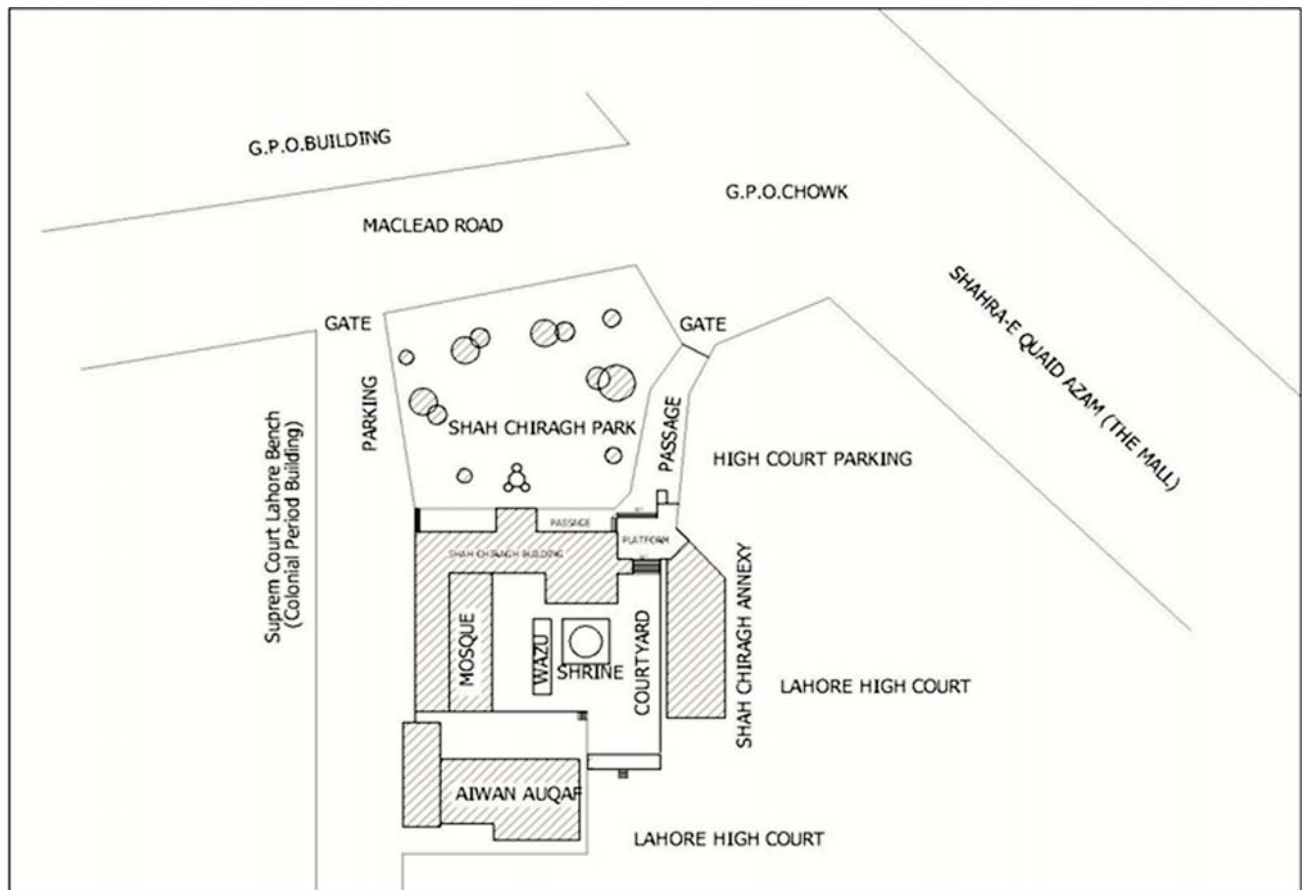 G.P.O.BUILDING
G.P.O.CHOWK
MACLEAD ROAD
SHAHRA-E QUAID AZAM (THE MALL)
GATE
GATE
PARKING
SHAH CHIRAGH PARK
PASSAGE
HIGH COURT PARKING
Suprem Court Lahore Bench
(Colonial Period Building)
PASSAGE
PLATFORM
SHAH CHIRAGH BUILDING
SHAH CHIRAGH ANNEXY
MOSQUE
WAZU
SHRINE
COURTYARD
LAHORE HIGH COURT
AIWAN AUQAF
LAHORE HIGH COURT